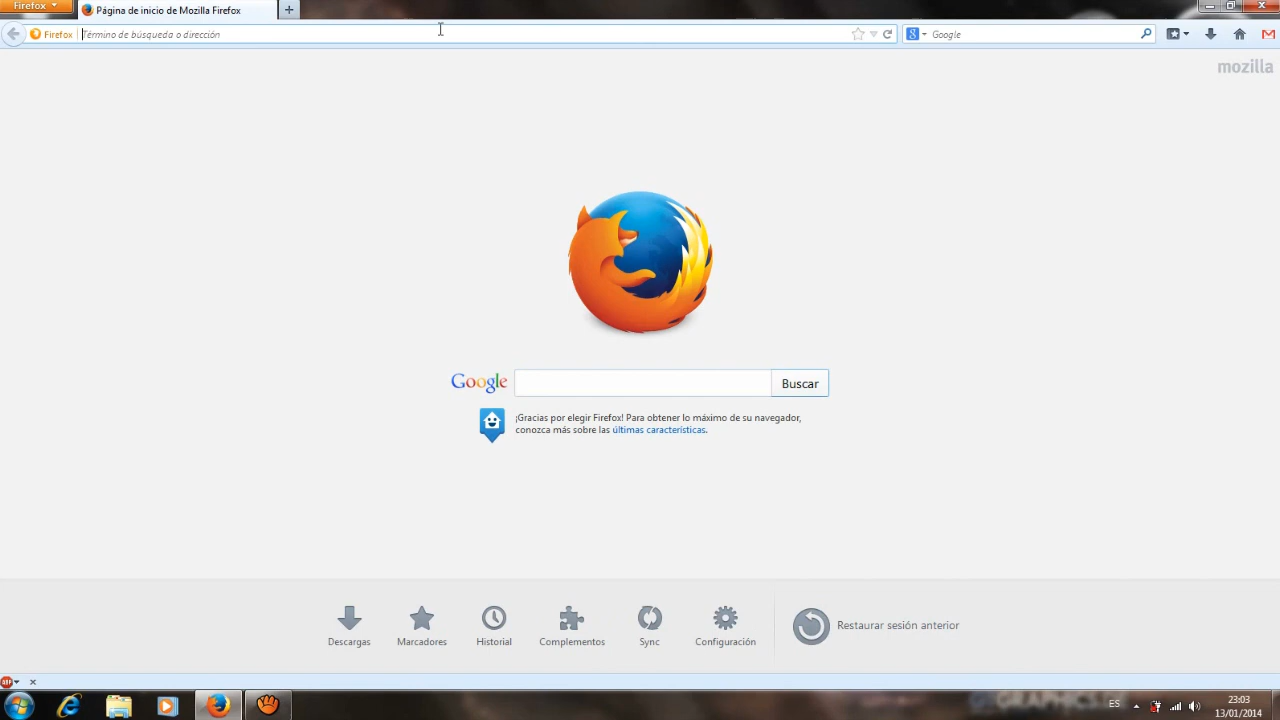 Firefox
Página de inicio de Mozilla Firefox
Firefox
Término de búsqueda o dirección
Google
mozilla
Google
Buscar
¡Gracias por elegir Firefox! Para obtener lo máximo de su navegador,
conozca más sobre las últimas características.
Descargas
Marcadores
Historial
Complementos
Sync
Configuración
Restaurar sesión anterior
ABP
ES
23:03
13/01/2014